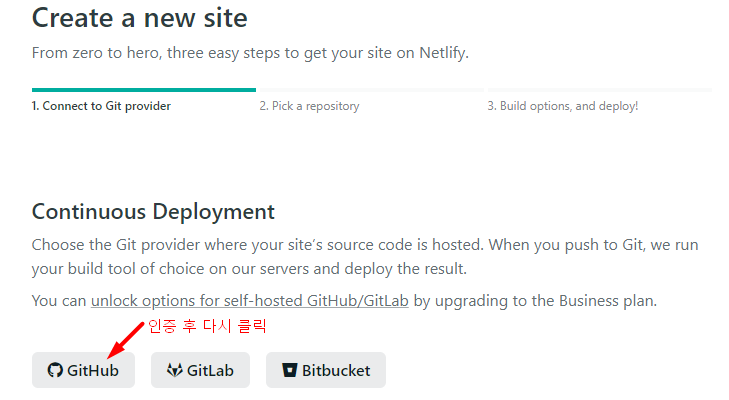 Create a new site
From zero to hero, three easy steps to get your site on Netlify.
1. Connect to Git provider
2. Pick a repository
3. Build options, and deploy!
Continuous Deployment
Choose the Git provider where your site’s source code is hosted. When you push to Git, we run
your build tool of choice on our servers and deploy the result.
You can unlock options for self-hosted GitHub/GitLab by upgrading to the Business plan.
인증 후 다시 클릭
GitHub
GitLab
Bitbucket